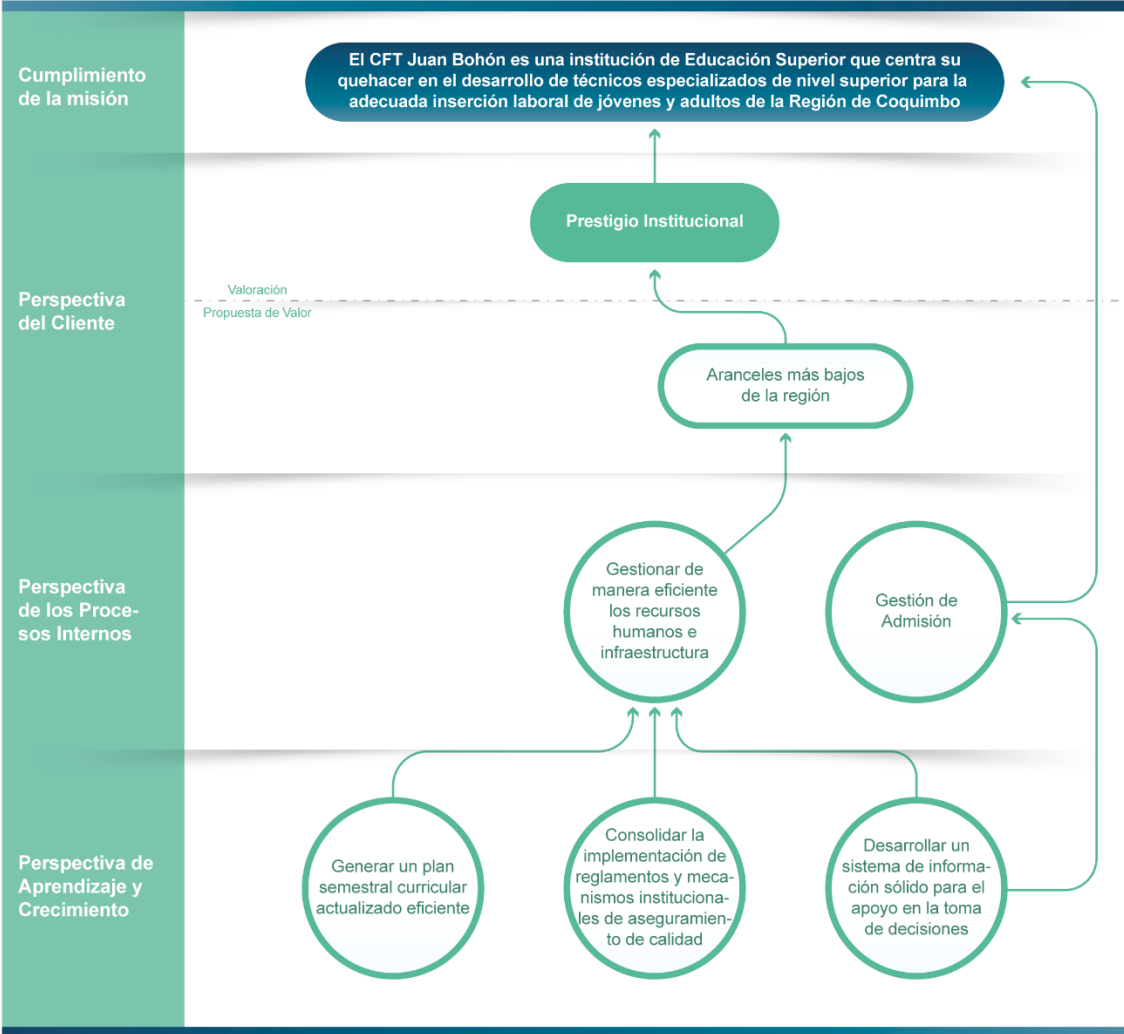 Cumplimiento
de la misión
El CFT Juan Bohón es una institución de Educación Superior que centra su
quehacer en el desarrollo de técnicos especializados de nivel superior para la
adecuada inserción laboral de jóvenes y adultos de la Región de Coquimbo
Prestigio Institucional
Perspectiva
del Cliente
Valoración
Propuesta de Valor
Aranceles más bajos
de la región
Perspectiva
de los Proce-
sos Internos
Gestionar de
manera eficiente
los recursos
humanos e
infraestructura
Gestión de
Admisión
Perspectiva de
Aprendizaje y
Crecimiento
Generar un plan
semestral curricular
actualizado eficiente
Consolidar la
implementación de
reglamentos y meca-
nismos instituciona-
les de aseguramien-
to de calidad
Desarrollar un
sistema de informa-
ción sólido para el
apoyo en la toma
de decisiones